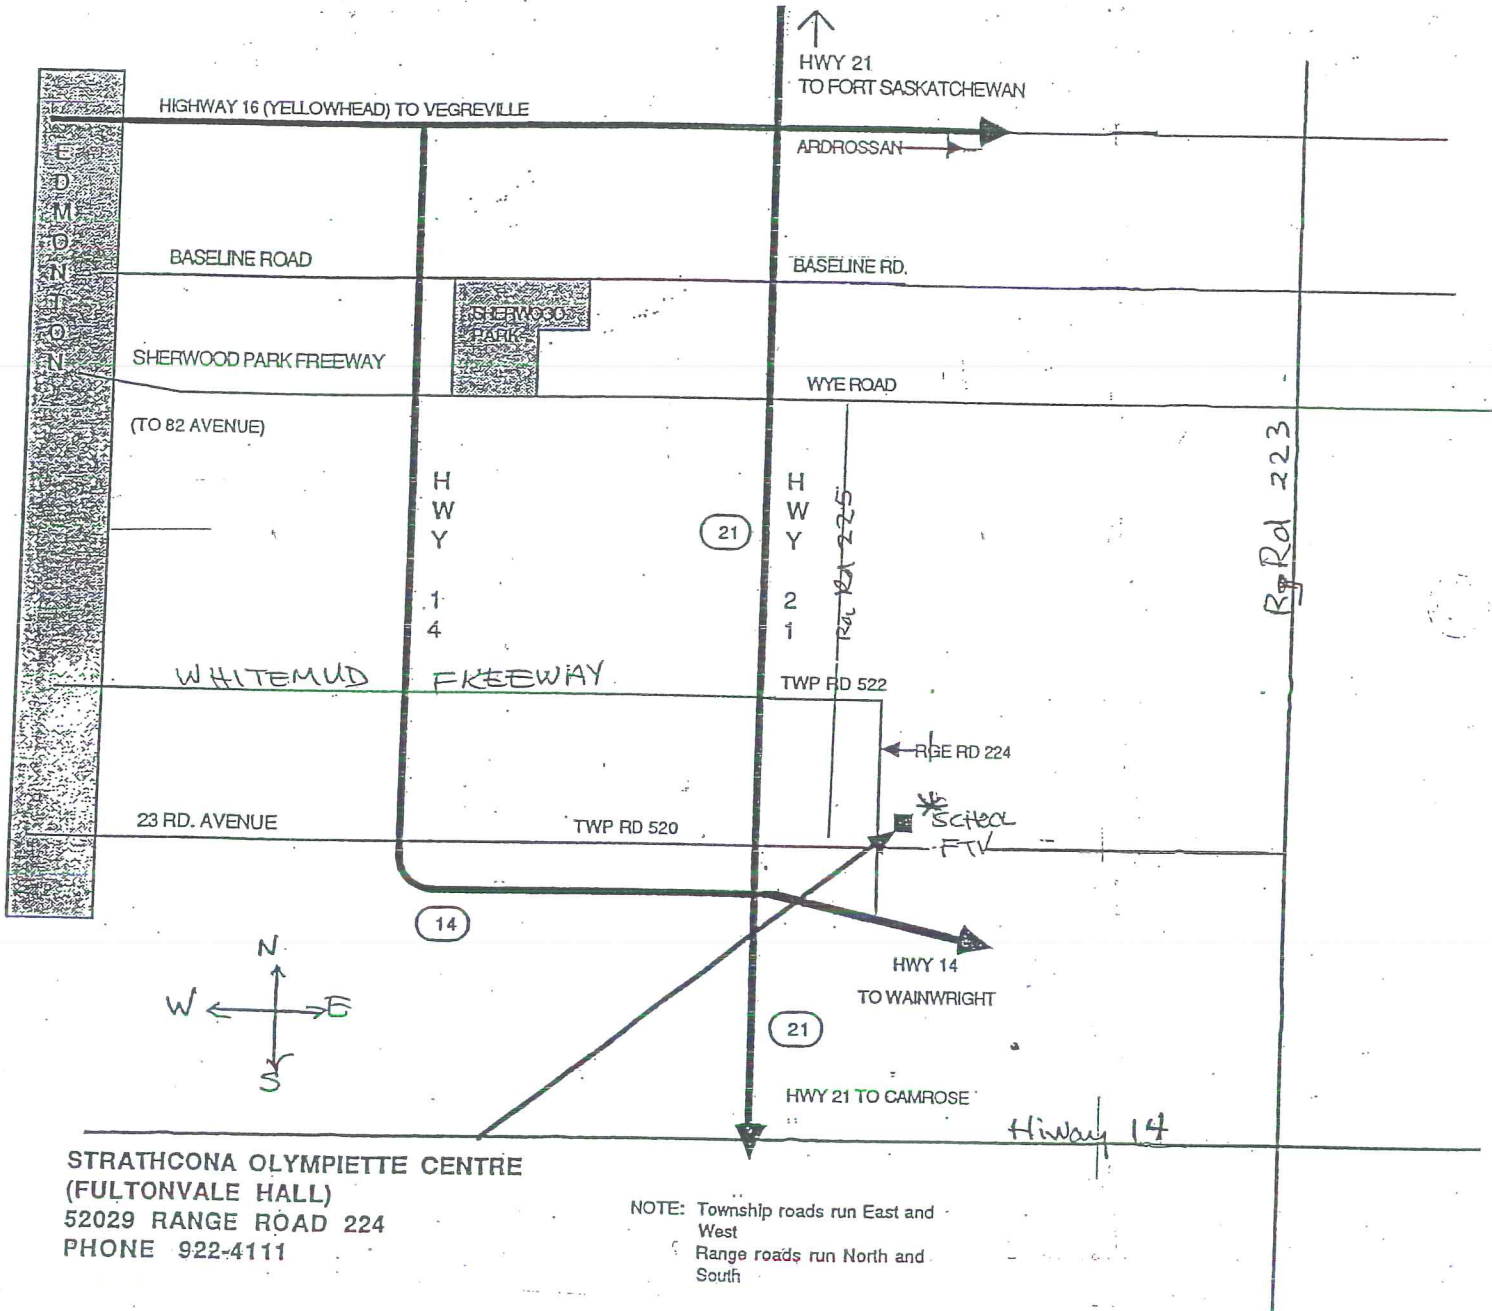 HWY 21
TO FORT SASKATCHEWAN
HIGHWAY 16 (YELLOWHEAD) TO VEGREVILLE
ARDROSSAN
EDMONTON
BASELINE ROAD
BASELINE RD.
SHERWOOD
PARK
SHERWOOD PARK FREEWAY
WYE ROAD
(TO 82 AVENUE)
HWY 14
21
HWY 21
RGE RD 225
Rg Rd 223
WHITEMUD FREEWAY
TWP RD 522
RGE RD 224
23 RD. AVENUE
TWP RD 520
* SCHOOL
FTV
14
N
W E
S
HWY 14
TO WAINWRIGHT
21
HWY 21 TO CAMROSE
Hiway 14
STRATHCONA OLYMPIETTE CENTRE
(FULTONVALE HALL)
52029 RANGE ROAD 224
PHONE 922-4111
NOTE: Township roads run East and
West
Range roads run North and
South